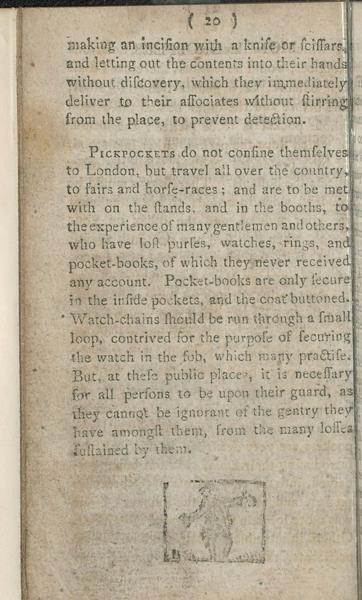 ( 20 )
making an inciſion with a knife or ſciſſars,
and letting out the contents into their hands
without diſcovery, which they immediately
deliver to their aſſociates without ſtirring
from the place, to prevent detection.
PICKPOCKETS do not confine themſelves
to London, but travel all over the country,
to fairs and horſe-races ; and are to be met
with on the ſtands, and in the booths, to
the experience of many gentlemen and others,
who have loſt purſes, watches, rings, and
pocket-books, of which they never received
any account. Pocket-books are only ſecure
in the inſide pockets, and the coat buttoned.
Watch-chains ſhould be run through a ſmall
loop, contrived for the purpoſe of ſecuring
the watch in the fob, which many practiſe.
But, at theſe public places, it is neceſſary
for all perſons to be upon their guard, as
they cannot be ignorant of the gentry they
have amongſt them, from the many loſſes
ſuſtained by them.